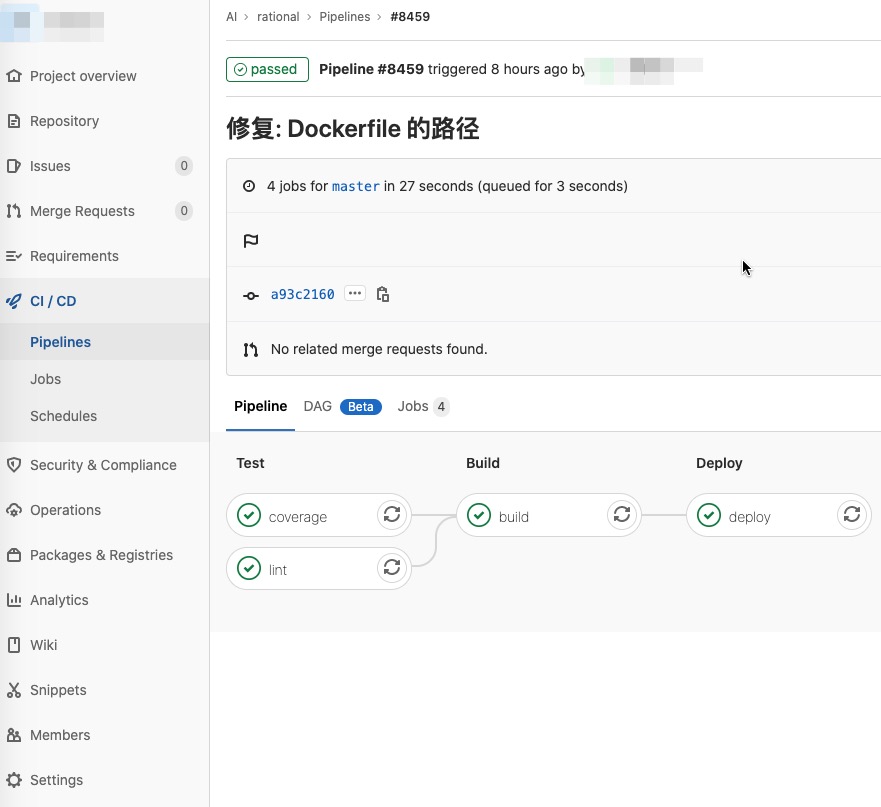 AI › rational › Pipelines › #8459
Project overview
Repository
Issues 0
Merge Requests 0
Requirements
CI / CD
Pipelines
Jobs
Schedules
Security & Compliance
Operations
Packages & Registries
Analytics
Wiki
Snippets
Members
Settings
passed Pipeline #8459 triggered 8 hours ago by
修复: Dockerfile 的路径
4 jobs for master in 27 seconds (queued for 3 seconds)
a93c2160 ...
No related merge requests found.
Pipeline DAG Beta Jobs 4
Test Build Deploy
coverage build deploy
lint